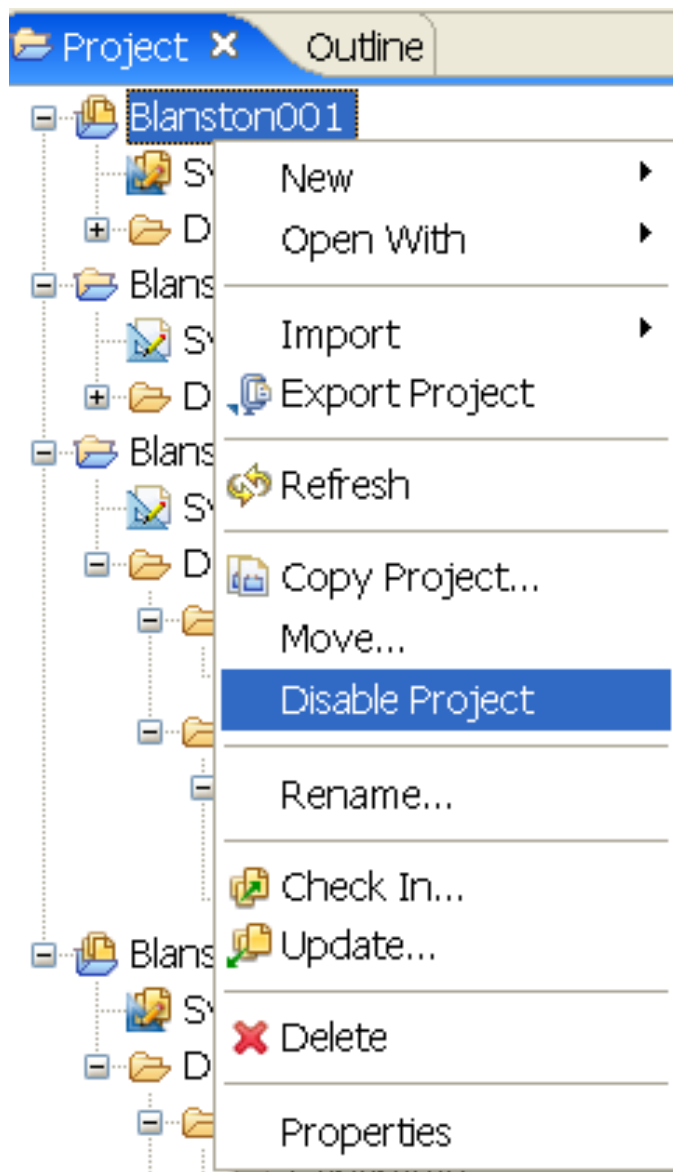 Project Outline
Blanston001
New
Open With
Import
Export Project
Refresh
Copy Project...
Move...
Disable Project
Rename...
Check In...
Update...
Delete
Properties